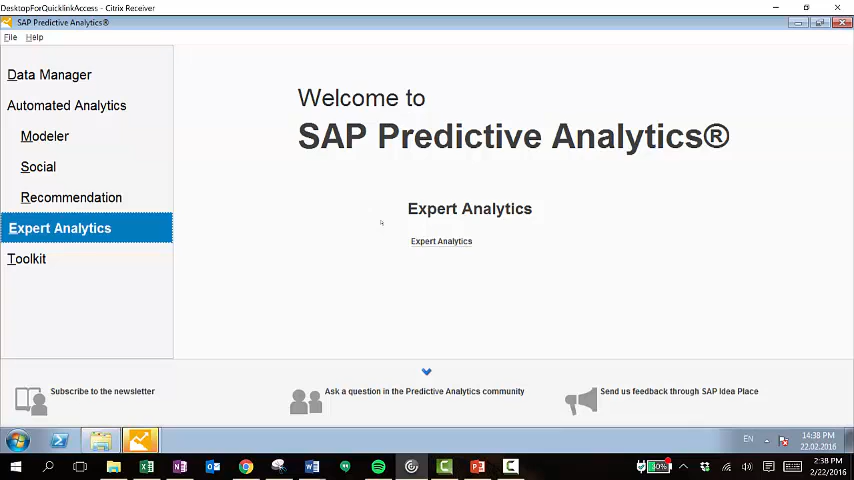 DesktopForQuicklinkAccess - Citrix Receiver
SAP Predictive Analytics®
File Help
Data Manager
Automated Analytics
Modeler
Social
Recommendation
Expert Analytics
Toolkit
Welcome to
SAP Predictive Analytics®
Expert Analytics
Expert Analytics
Subscribe to the newsletter
Ask a question in the Predictive Analytics community
Send us feedback through SAP Idea Place
EN
14:38 PM
22.02.2016
2:38 PM
2/22/2016